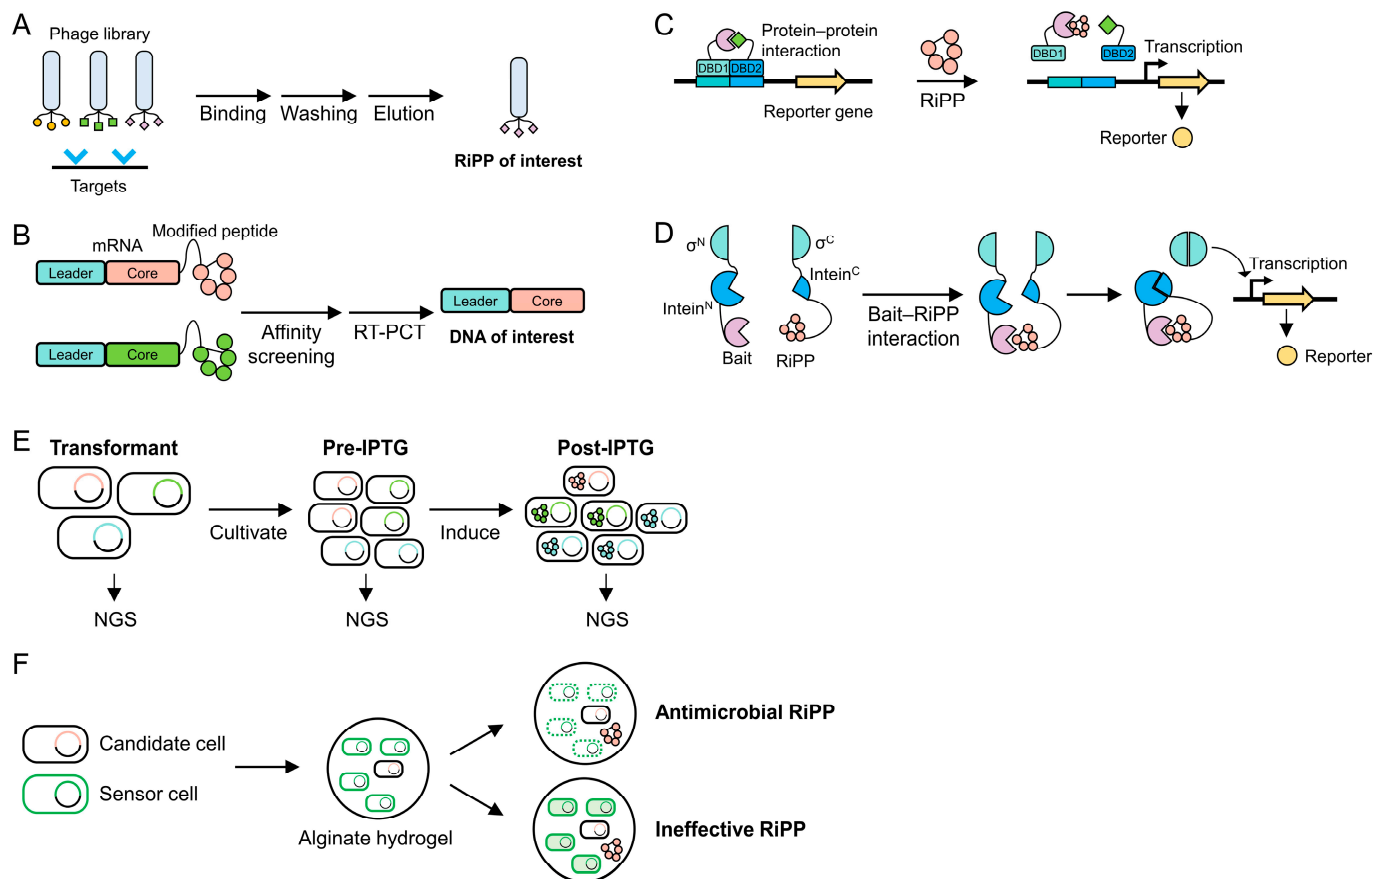 A
Phage library
Binding
Washing
Elution
RiPP of interest
Targets
B
mRNA
Modified peptide
Leader
Core
Leader
Core
Affinity
screening
RT-PCT
Leader
Core
DNA of interest
C
Protein–protein
interaction
DBD1
DBD2
Reporter gene
RiPP
DBD1
DBD2
Transcription
Reporter
D
σN
σC
InteinC
InteinN
Bait
RiPP
Bait–RiPP
interaction
Transcription
Reporter
E
Transformant
Pre-IPTG
Post-IPTG
Cultivate
Induce
NGS
NGS
NGS
F
Candidate cell
Sensor cell
Alginate hydrogel
Antimicrobial RiPP
Ineffective RiPP